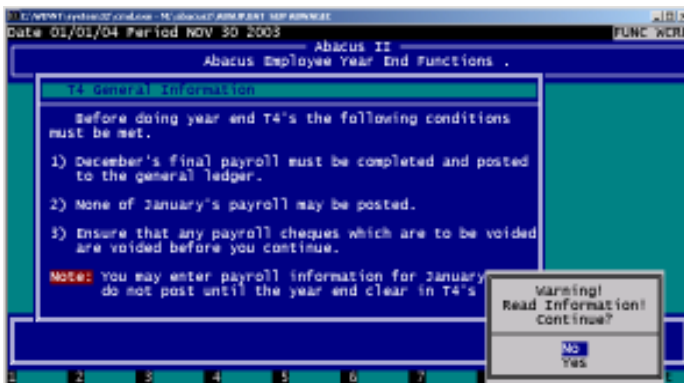 Date 01/01/04 Period NOV 30 2003
FUNC
Abacus II
Abacus Employee Year End Functions .
T4 General Information
Before doing year end T4's the following conditions
must be met.
1) December's final payroll must be completed and posted
to the general ledger.
2) None of January's payroll may be posted.
3) Ensure that any payroll cheques which are to be voided
are voided before you continue.
Note: You may enter payroll information for January
do not post until the year end clear in T4's
Warning!
Read Information!
Continue?
No
Yes
1 2 3 4 5 6 7